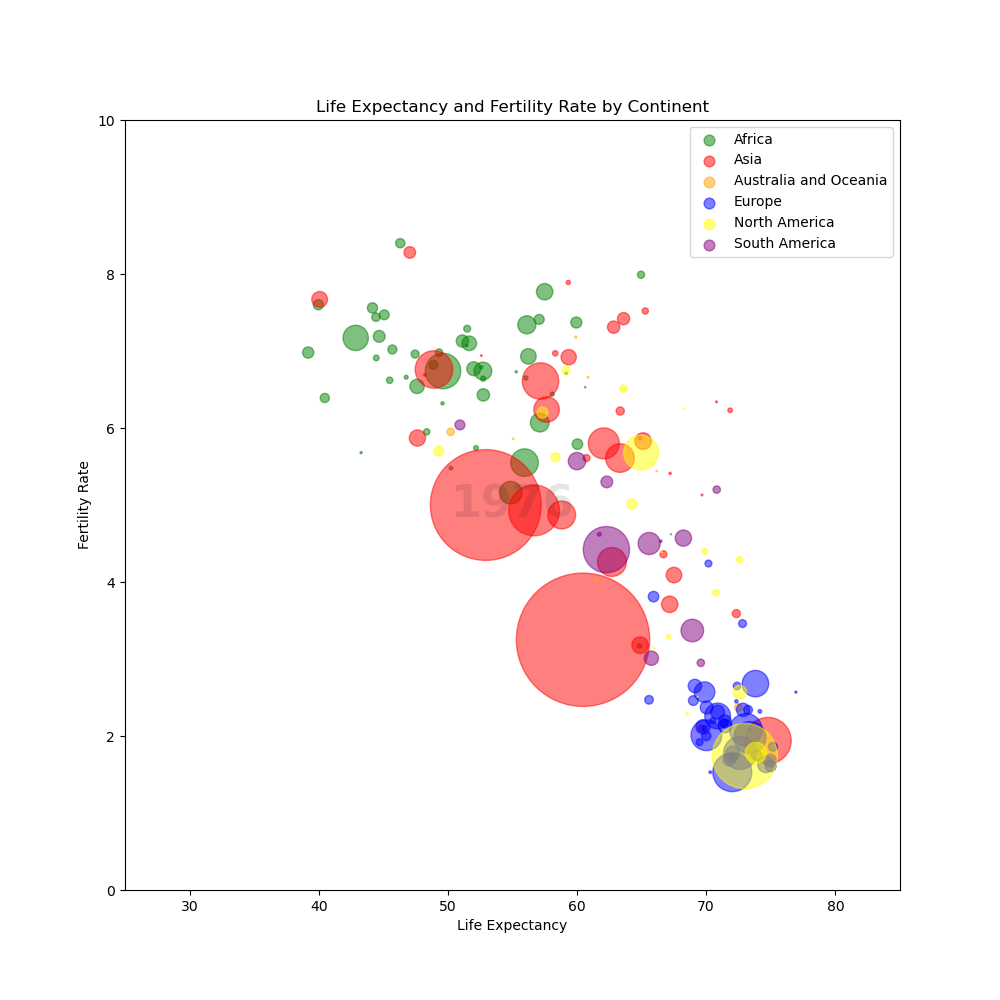 Life Expectancy and Fertility Rate by Continent
10
8
6
4
2
0
Fertility Rate
Africa
Asia
Australia and Oceania
Europe
North America
South America
1976
30 40 50 60 70 80
Life Expectancy